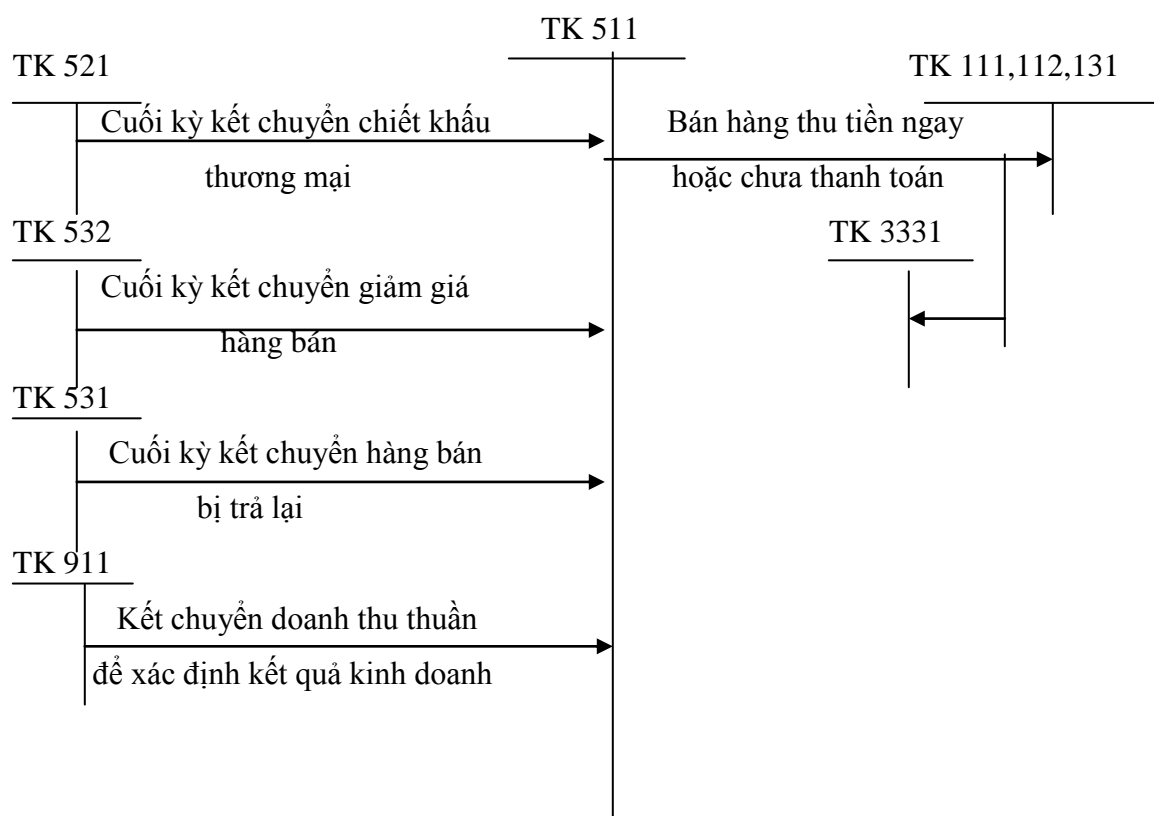 TK 511
TK 521
TK 111,112,131
Cuối kỳ kết chuyển chiết khấu
thương mại
Bán hàng thu tiền ngay
hoặc chưa thanh toán
TK 532
TK 3331
Cuối kỳ kết chuyển giảm giá
hàng bán
TK 531
Cuối kỳ kết chuyển hàng bán
bị trả lại
TK 911
Kết chuyển doanh thu thuần
để xác định kết quả kinh doanh